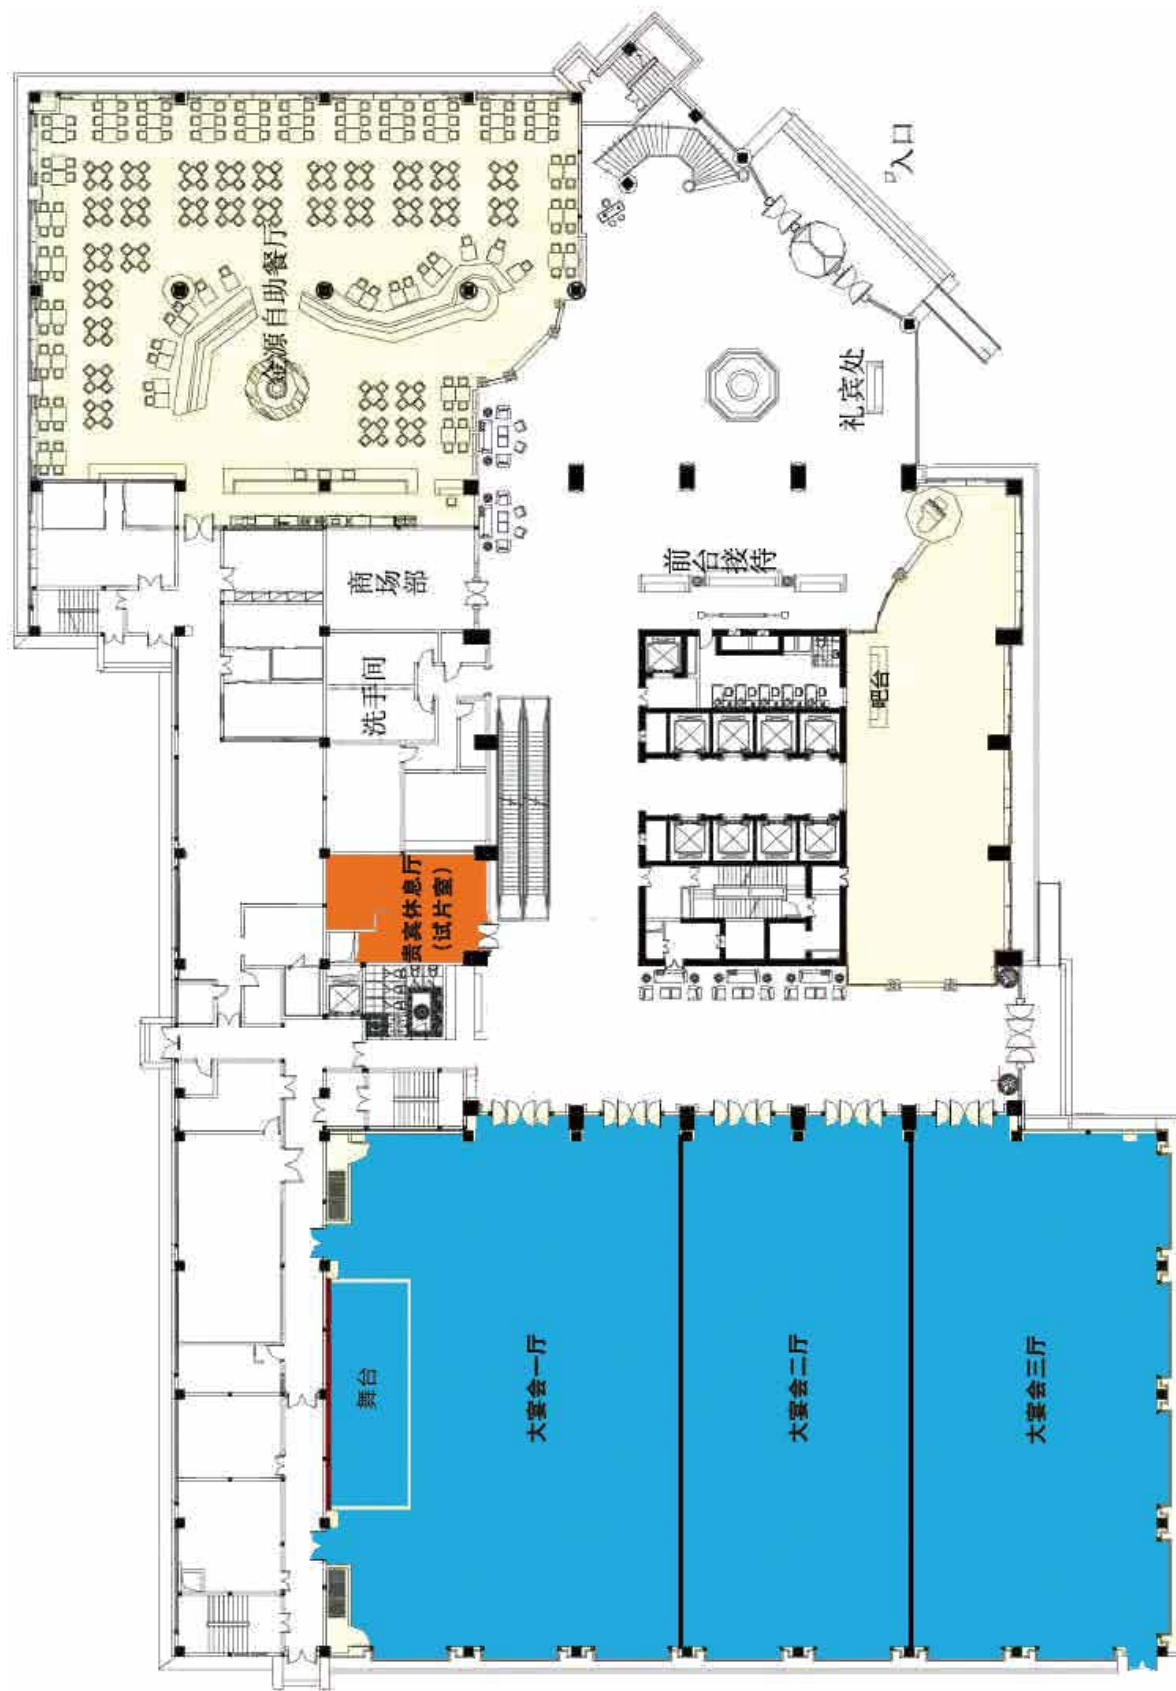 入口
金源自助餐厅
礼宾处
前台接待
商场部
洗手间
吧台
贵宾休息厅
(试片室)
舞台
大宴会一厅
大宴会二厅
大宴会三厅